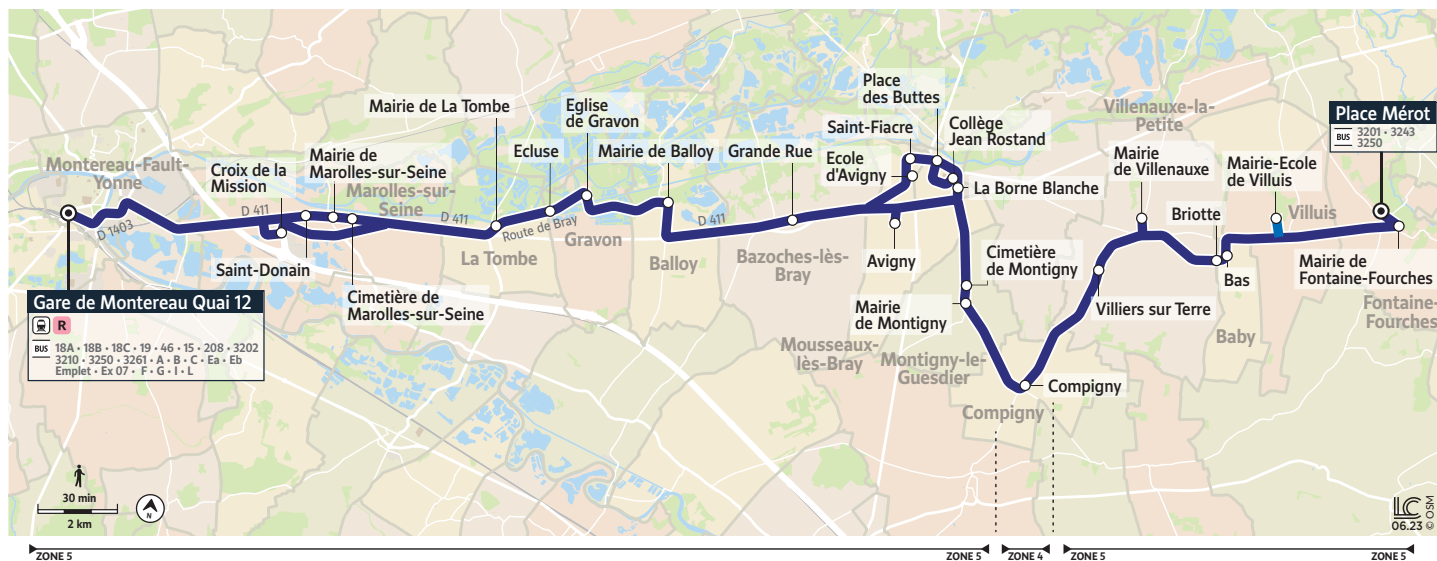 Place
des Buttes
Saint-Fiacre
Collège
Jean Rostand
Villenaux-la-
Petite
Place Mérot
BUS 3201 • 3243
3250
Mairie de La Tombe
Eglise
de Gravon
Ecluse
Mairie de Balloy
Grande Rue
Ecole
d'Avigny
La Borne Blanche
Mairie
de Villenauxe
Mairie-Ecole
de Villuis
Briotte
Villuis
Montereau-Fault-
Yonne
Croix de la
Mission
Mairie de
Marolles-sur-Seine
Marolles-sur-
Seine
D 1403
D 411
D 411
Route de Bray
D 411
Saint-Donain
La Tombe
Gravon
Balloy
Bazoches-lès-
Bray
Avigny
Cimetière
de Montigny
Bas
Mairie de
Fontaine-Fourches
Fontaine-
Fourches
Gare de Montereau Quai 12
R
BUS 18A • 18B • 18C • 19 • 46 • 15 • 208 • 3202
3210 • 3250 • 3261 • A • B • C • Ea • Eb
Emplet • Ex 07 • F • G • I • L
Cimetière de
Marolles-sur-Seine
Mairie
de Montigny
Villiers sur Terre
Baby
Mousseaux-
lès-Bray
Montigny-le-
Guesdier
Compigny
Compigny
30 min
2 km
N
LC
06.23 © OSM
ZONE 5
ZONE 5
ZONE 4
ZONE 5
ZONE 5